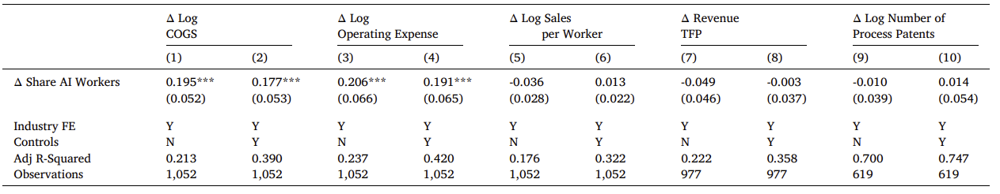 Δ Log Δ Log Δ Log Sales Δ Revenue Δ Log Number of
COGS Operating Expense per Worker TFP Process Patents
(1) (2) (3) (4) (5) (6) (7) (8) (9) (10)
Δ Share AI Workers 0.195*** 0.177*** 0.206*** 0.191*** -0.036 0.013 -0.049 -0.003 -0.010 0.014
(0.052) (0.053) (0.066) (0.065) (0.028) (0.022) (0.046) (0.037) (0.039) (0.054)
Industry FE Y Y Y Y Y Y Y Y Y Y
Controls N Y N Y N Y N Y N Y
Adj R-Squared 0.213 0.390 0.237 0.420 0.176 0.322 0.222 0.358 0.700 0.747
Observations 1,052 1,052 1,052 1,052 1,052 1,052 977 977 619 619